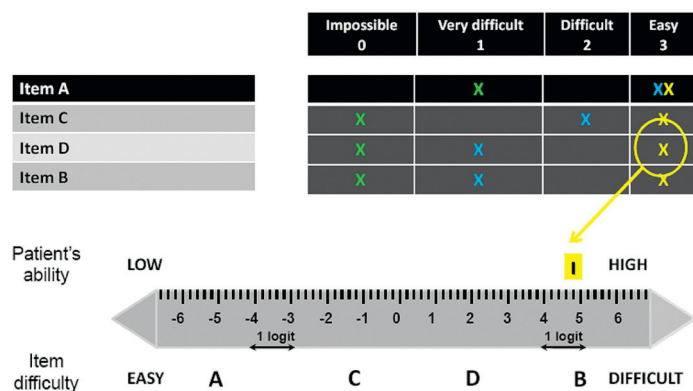 Impossible Very difficult Difficult Easy
0 1 2 3
Item A X XX
Item C X X X
Item D X X X
Item B X X X
Patient's
ability
LOW I HIGH
-6 -5 -4 -3 -2 -1 0 1 2 3 4 5 6
1 logit 1 logit
Item
difficulty
EASY A C D B DIFFICULT